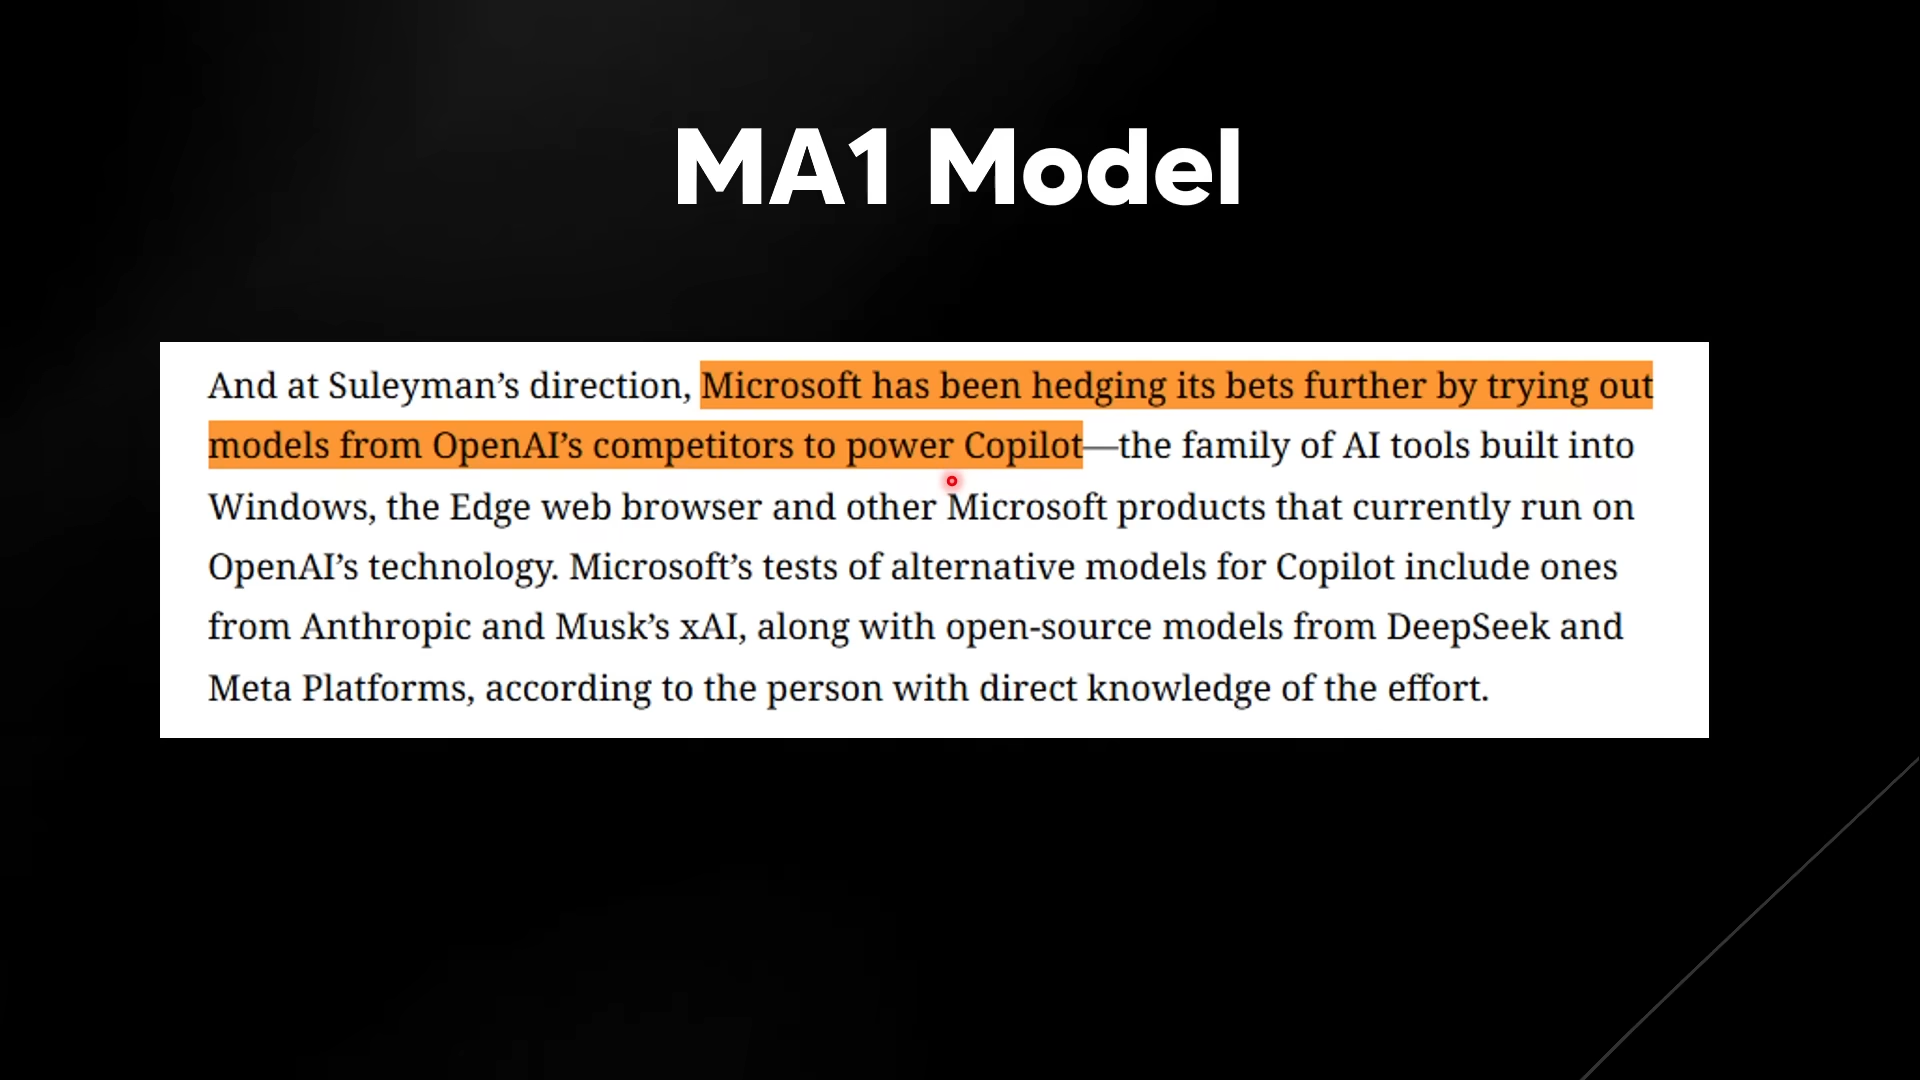 MA1 Model
And at Suleyman’s direction, Microsoft has been hedging its bets further by trying out
models from OpenAI’s competitors to power Copilot—the family of AI tools built into
Windows, the Edge web browser and other Microsoft products that currently run on
OpenAI’s technology. Microsoft’s tests of alternative models for Copilot include ones
from Anthropic and Musk’s xAI, along with open-source models from DeepSeek and
Meta Platforms, according to the person with direct knowledge of the effort.